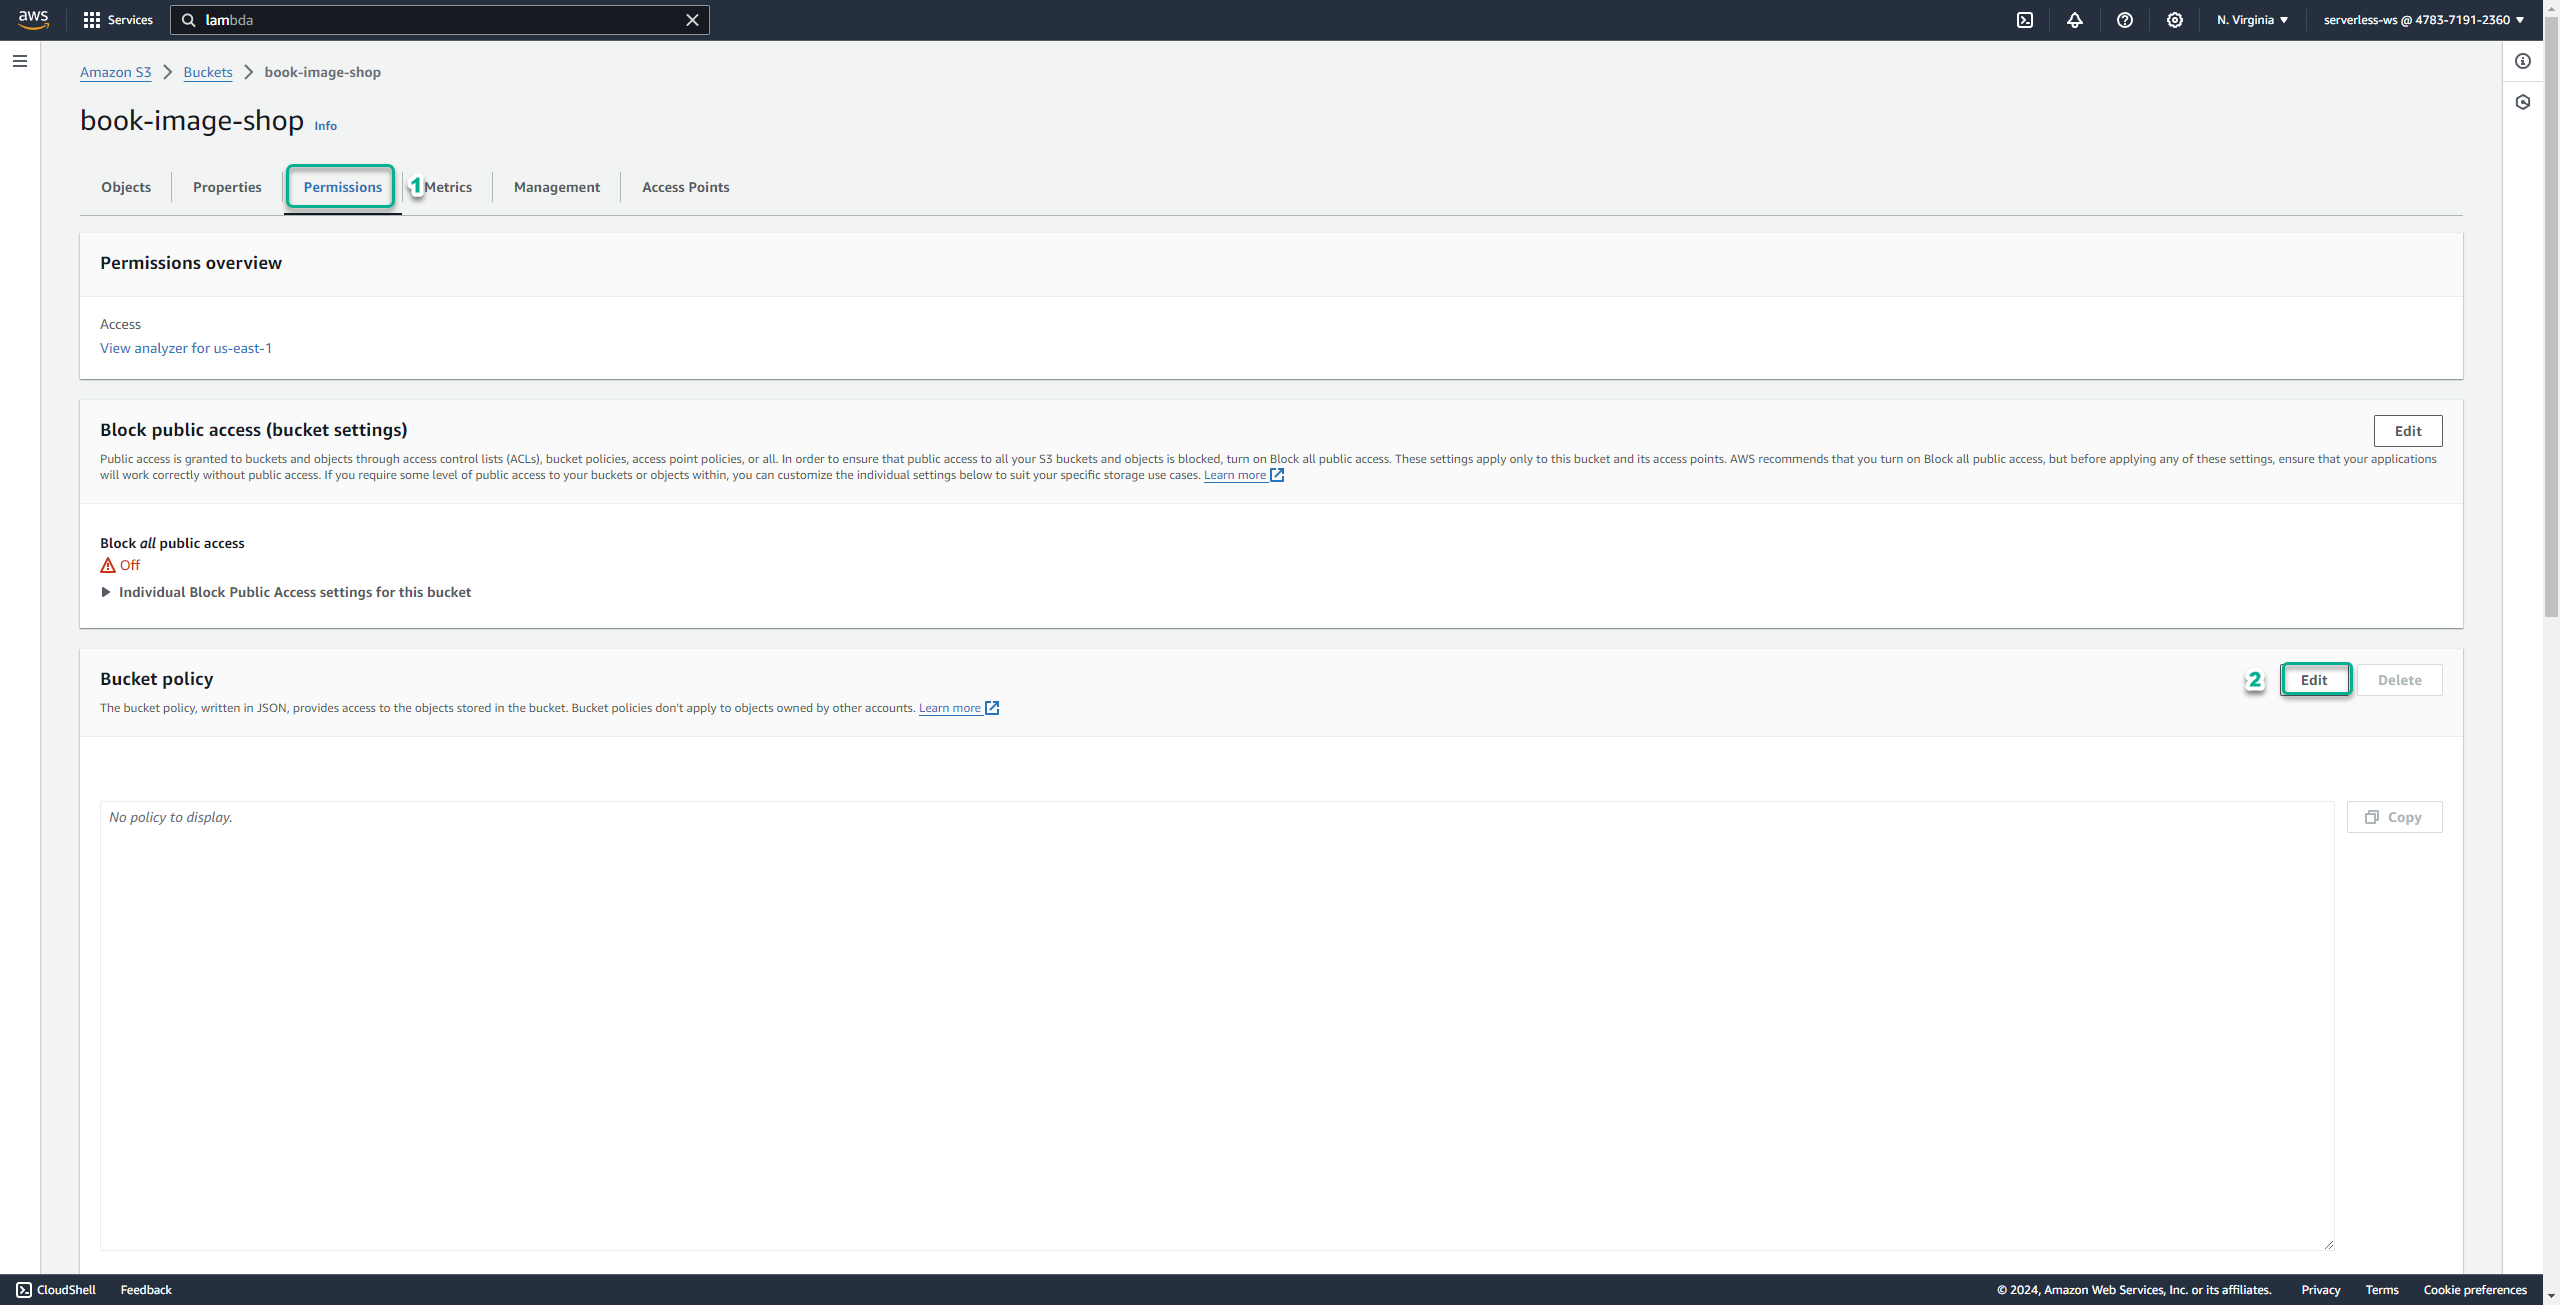 aws Services lambda N. Virginia ▼ serverless-ws @ 4783-7191-2360 ▼
Amazon S3 > Buckets > book-image-shop
book-image-shop Info
Objects Properties Permissions 1 Metrics Management Access Points
Permissions overview
Access
View analyzer for us-east-1
Block public access (bucket settings) Edit
Public access is granted to buckets and objects through access control lists (ACLs), bucket policies, access point policies, or all. In order to ensure that public access to all your S3 buckets and objects is blocked, turn on Block all public access. These settings apply only to this bucket and its access points. AWS recommends that you turn on Block all public access, but before applying any of these settings, ensure that your applications
will work correctly without public access. If you require some level of public access to your buckets or objects within, you can customize the individual settings below to suit your specific storage use cases. Learn more
Block all public access
Off
Individual Block Public Access settings for this bucket
Bucket policy 2 Edit Delete
The bucket policy, written in JSON, provides access to the objects stored in the bucket. Bucket policies don't apply to objects owned by other accounts. Learn more
No policy to display. Copy
CloudShell Feedback © 2024, Amazon Web Services, Inc. or its affiliates. Privacy Terms Cookie preferences